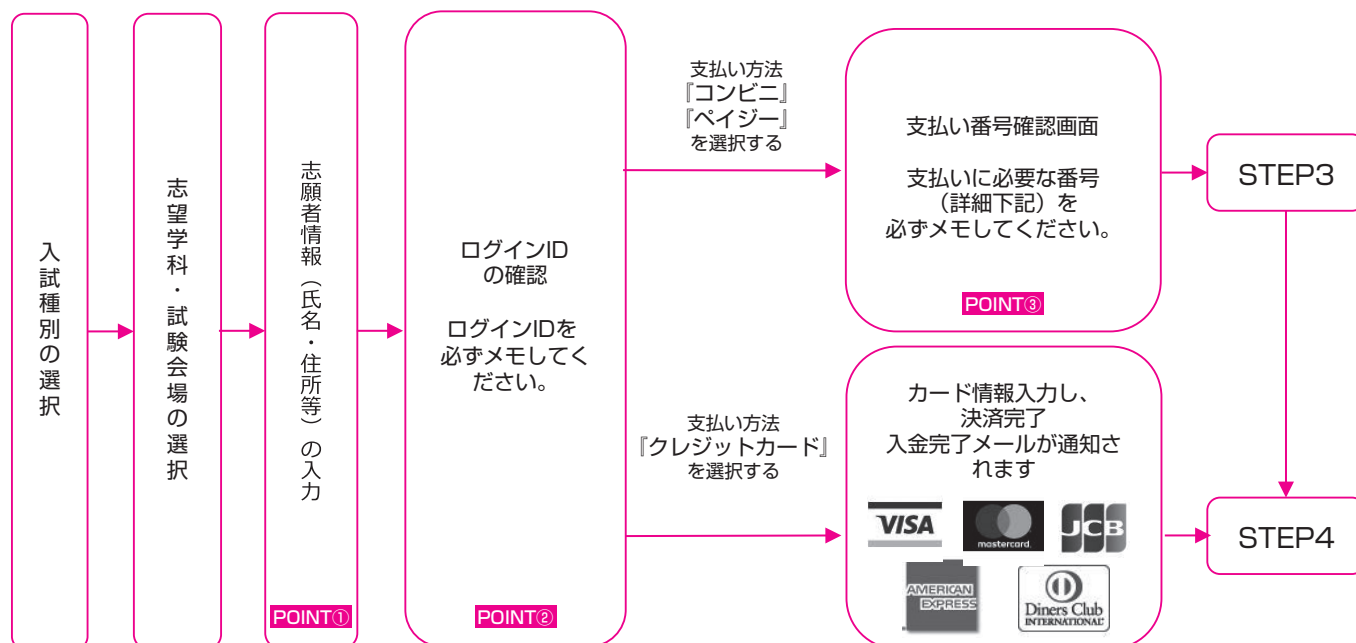 入試種別の選択
志望学科・試験会場の選択
志願者情報（氏名・住所等）の入力
POINT①
ログインID
の確認
ログインIDを
必ずメモしてく
ださい。
POINT②
支払い方法
『コンビニ』
『ペイジー』
を選択する
支払い番号確認画面
支払いに必要な番号
（詳細下記）を
必ずメモしてください。
POINT③
STEP3
支払い方法
『クレジットカード』
を選択する
カード情報入力し、
決済完了
入金完了メールが通知さ
れます
VISA
mastercard.
JCB
AMERICAN
EXPRESS
Diners Club
INTERNATIONAL
STEP4